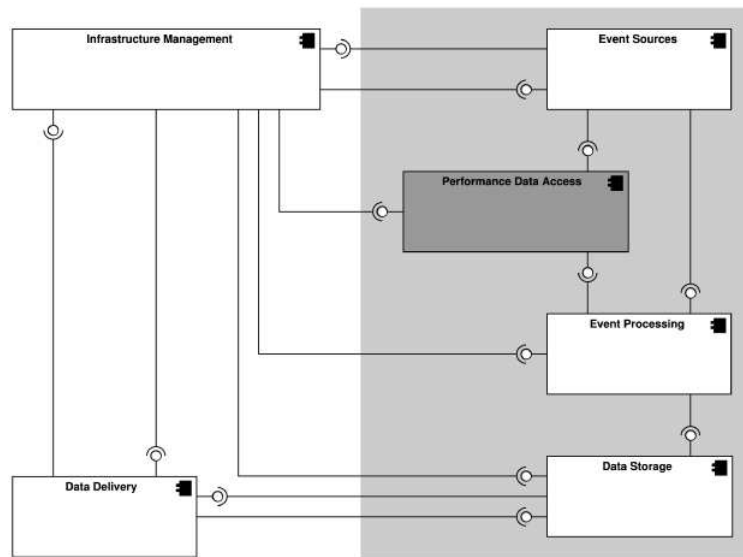 Infrastructure Management
Event Sources
Performance Data Access
Event Processing
Data Storage
Data Delivery